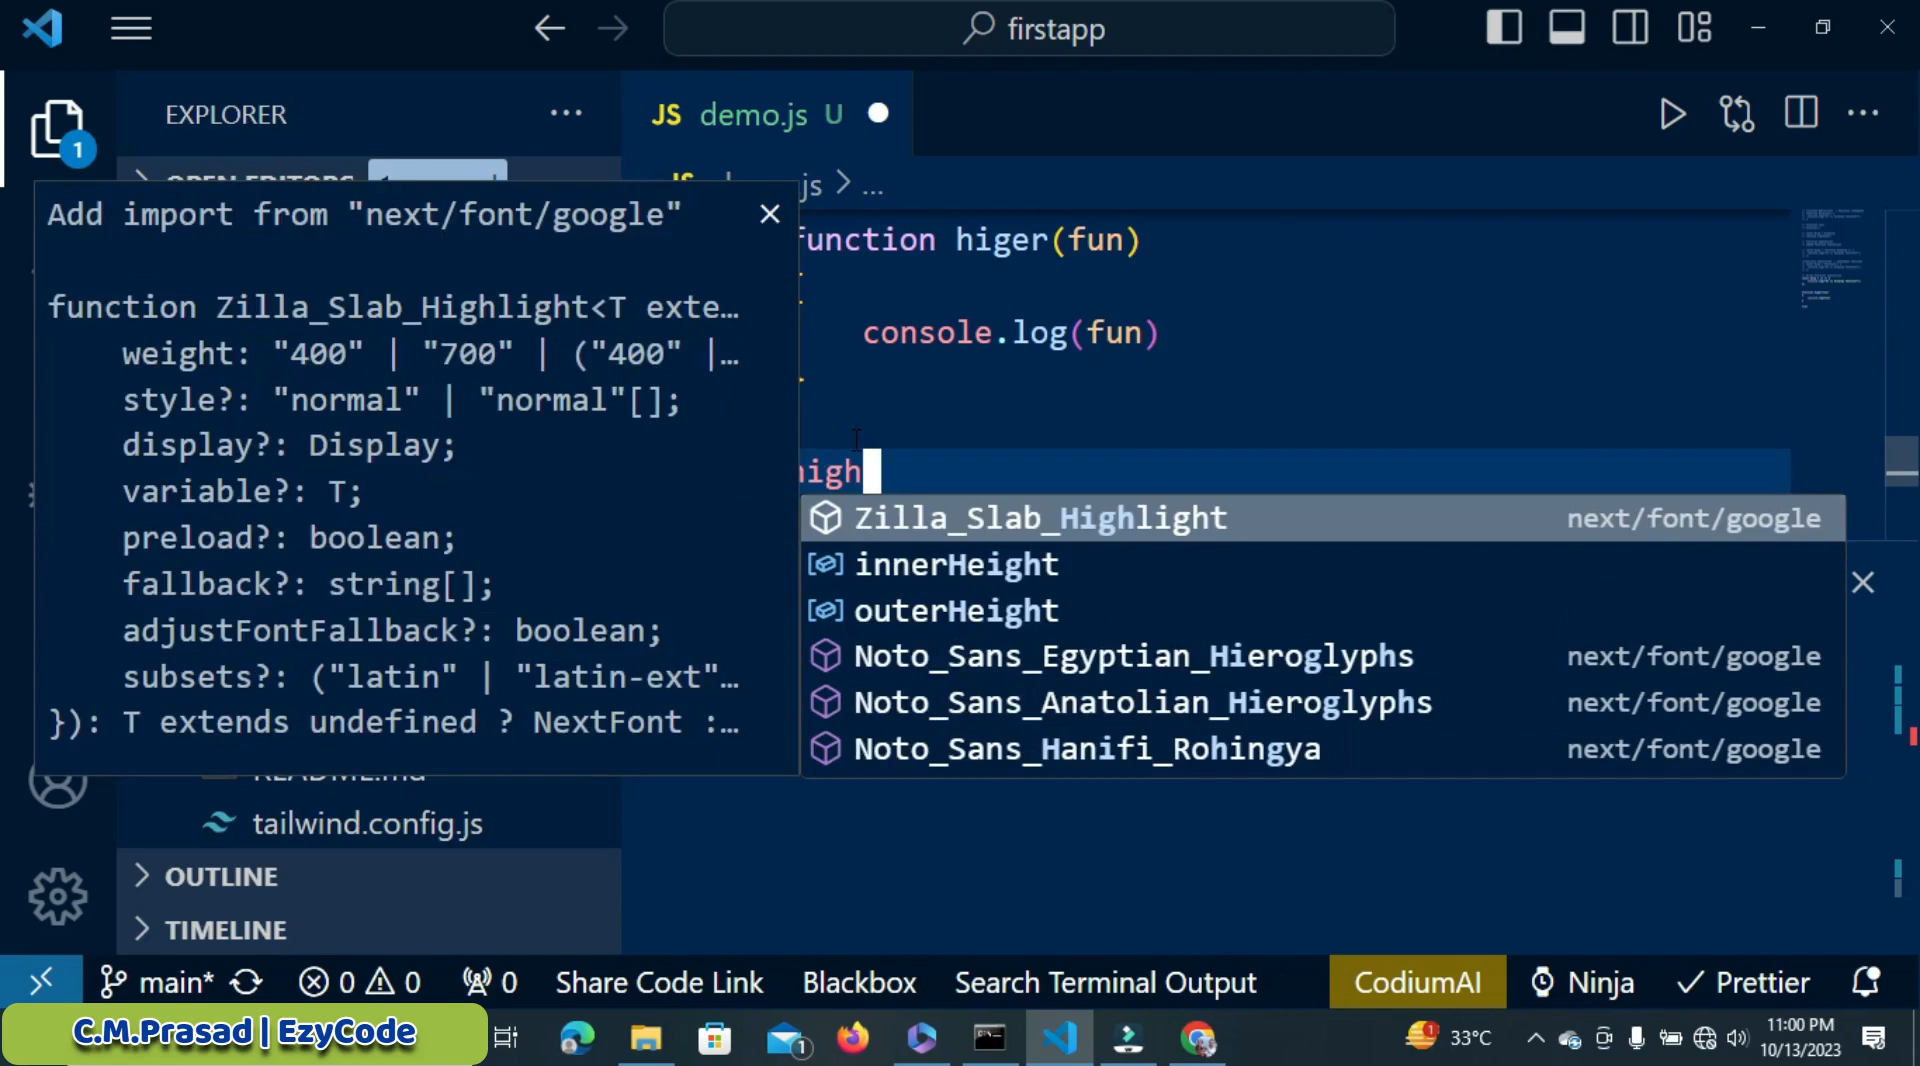 firstapp
EXPLORER
JS demo.js U
js > ...
Add import from "next/font/google"
function Zilla_Slab_Highlight<T exte…
weight: "400" | "700" | ("400" |…
style?: "normal" | "normal"[];
display?: Display;
variable?: T;
preload?: boolean;
fallback?: string[];
adjustFontFallback?: boolean;
subsets?: ("latin" | "latin-ext"…
}): T extends undefined ? NextFont :…
function higer(fun)
console.log(fun)
high
Zilla_Slab_Highlight next/font/google
innerHeight
outerHeight
Noto_Sans_Egyptian_Hieroglyphs next/font/google
Noto_Sans_Anatolian_Hieroglyphs next/font/google
Noto_Sans_Hanifi_Rohingya next/font/google
README.md
tailwind.config.js
OUTLINE
TIMELINE
main* 0 0 0 Share Code Link Blackbox Search Terminal Output CodiumAI Ninja Prettier
C.M.Prasad | EzyCode
33°C
11:00 PM
10/13/2023